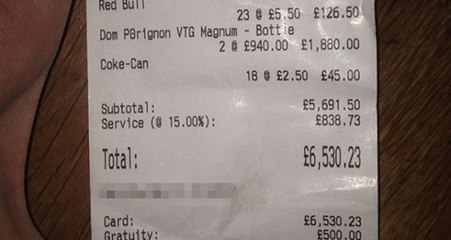 Red Bull
23 @ £5.50 £126.50
Dom PΘrignon VTG Magnum - Bottle
2 @ £940.00 £1,880.00
Coke-Can
18 @ £2.50 £45.00
Subtotal: £5,691.50
Service (@ 15.00%): £838.73
Total: £6,530.23
Card: £6,530.23
Gratuity: £500.00